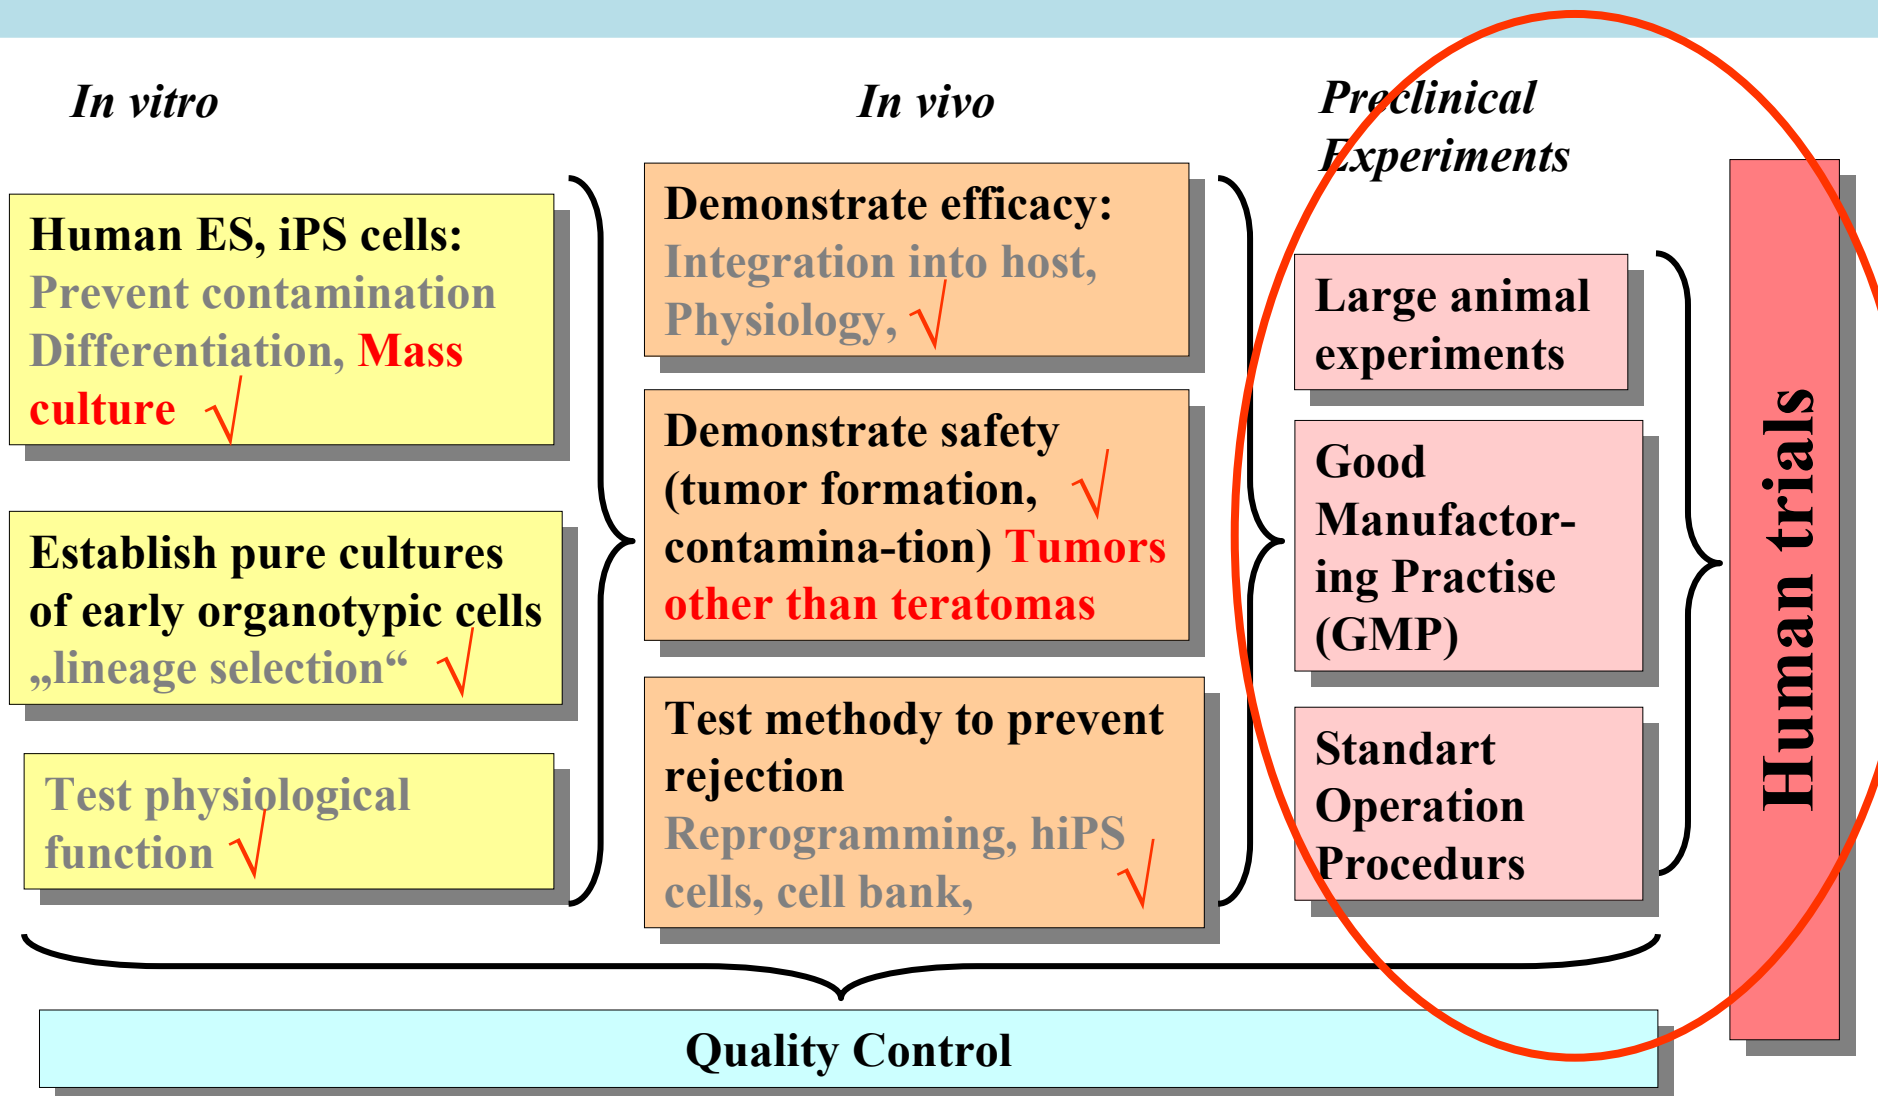 In vitro
Human ES, iPS cells:
Prevent contamination
Differentiation, Mass
culture √
Establish pure cultures
of early organotypic cells
„lineage selection“ √
Test physiological
function √
In vivo
Demonstrate efficacy:
Integration into host,
Physiology, √
Demonstrate safety
(tumor formation, √
contamina-tion) Tumors
other than teratomas
Test methody to prevent
rejection
Reprogramming, hiPS
cells, cell bank, √
Preclinical
Experiments
Large animal
experiments
Good
Manufactor-
ing Practise
(GMP)
Standart
Operation
Procedurs
Human trials
Quality Control